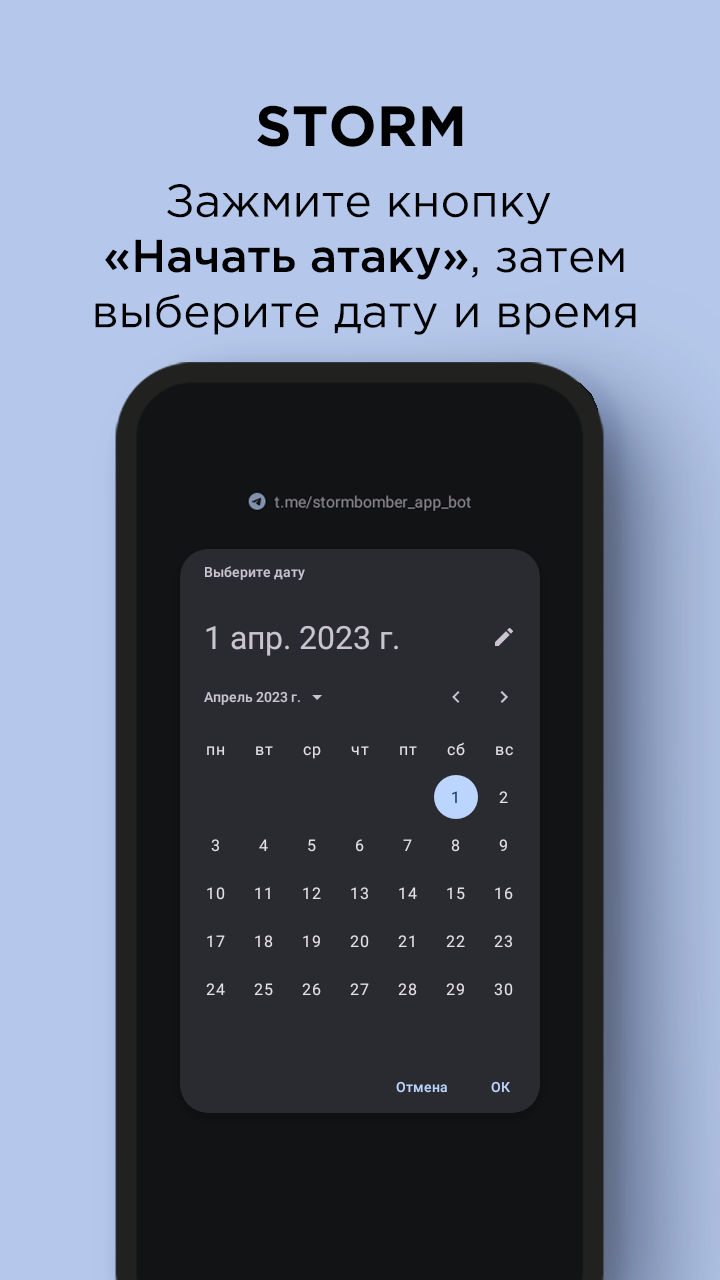 STORM
Зажмите кнопку
«Начать атаку», затем
выберите дату и время
t.me/stormbomber_app_bot
Выберите дату
1 апр. 2023 г.
Апрель 2023 г.
пн вт ср чт пт сб вс
1 2
3 4 5 6 7 8 9
10 11 12 13 14 15 16
17 18 19 20 21 22 23
24 25 26 27 28 29 30
Отмена ОК